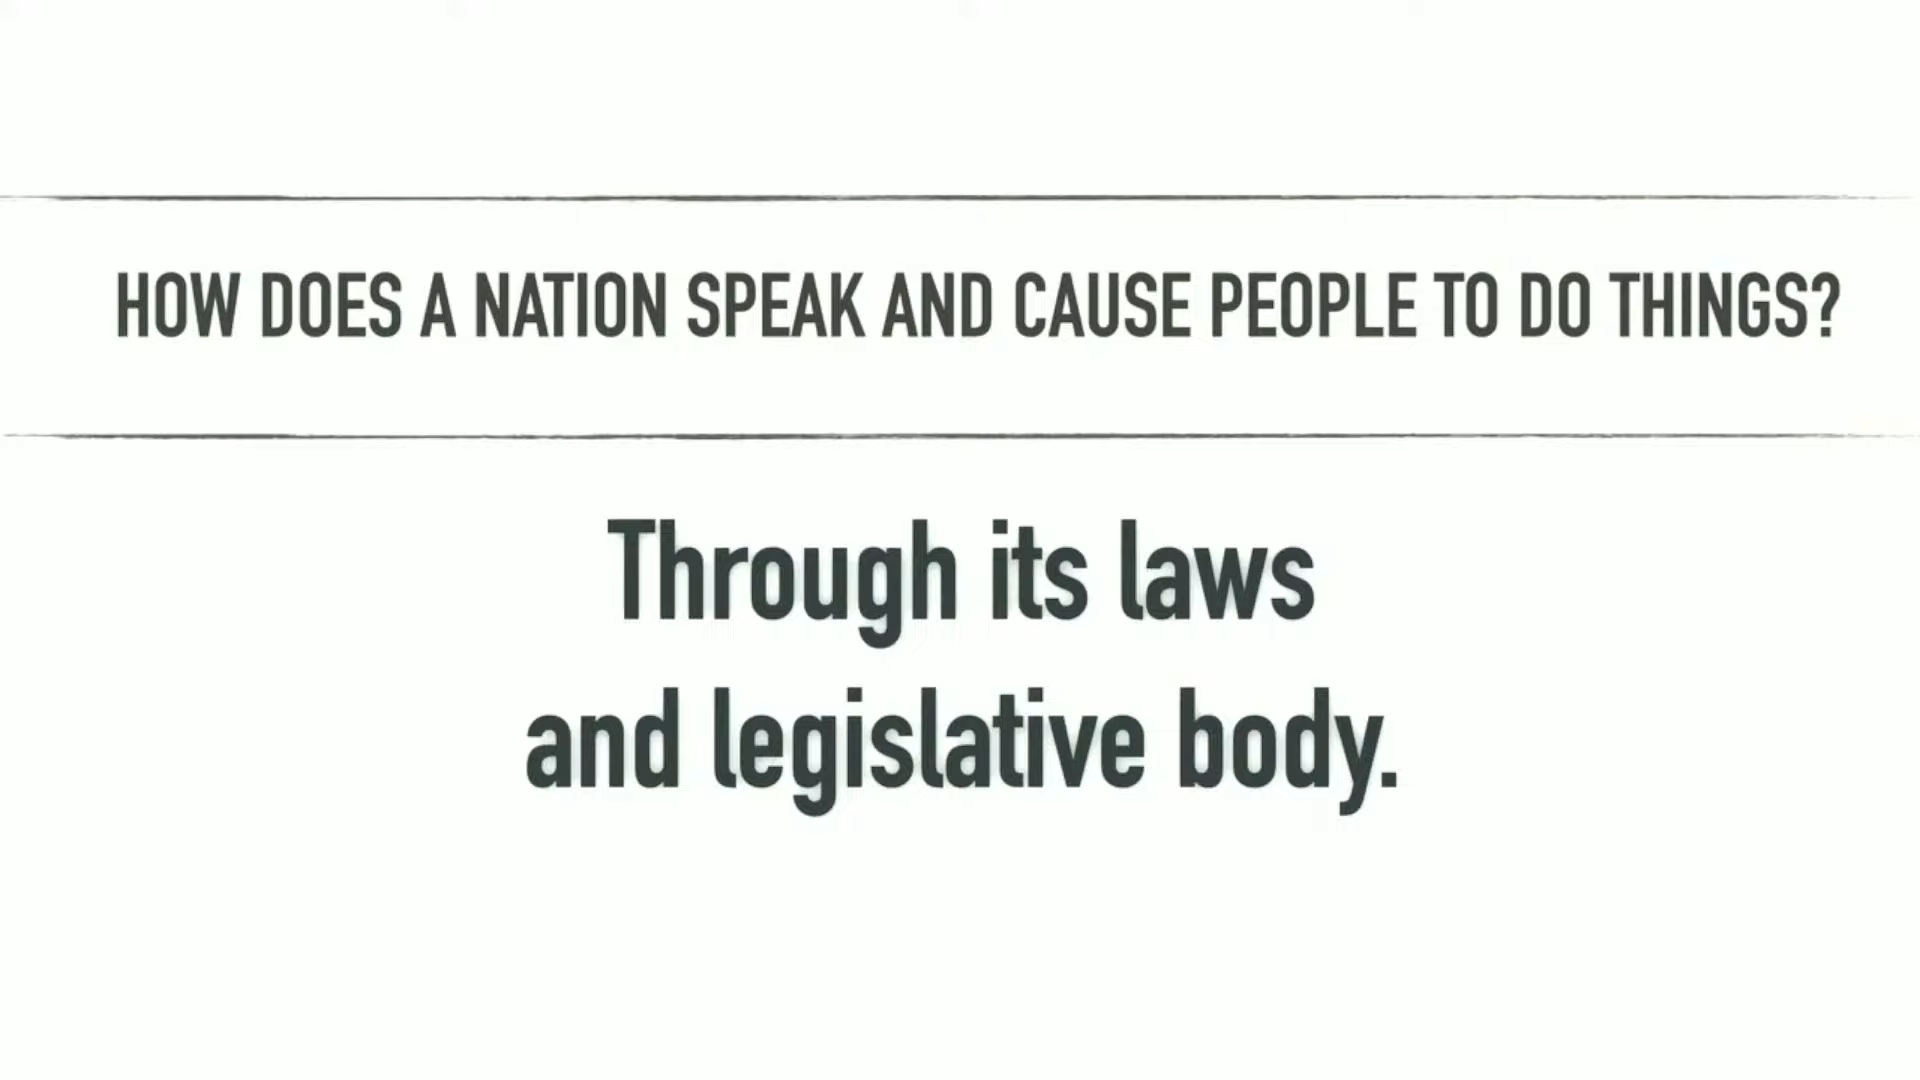 HOW DOES A NATION SPEAK AND CAUSE PEOPLE TO DO THINGS?
Through its laws
and legislative body.